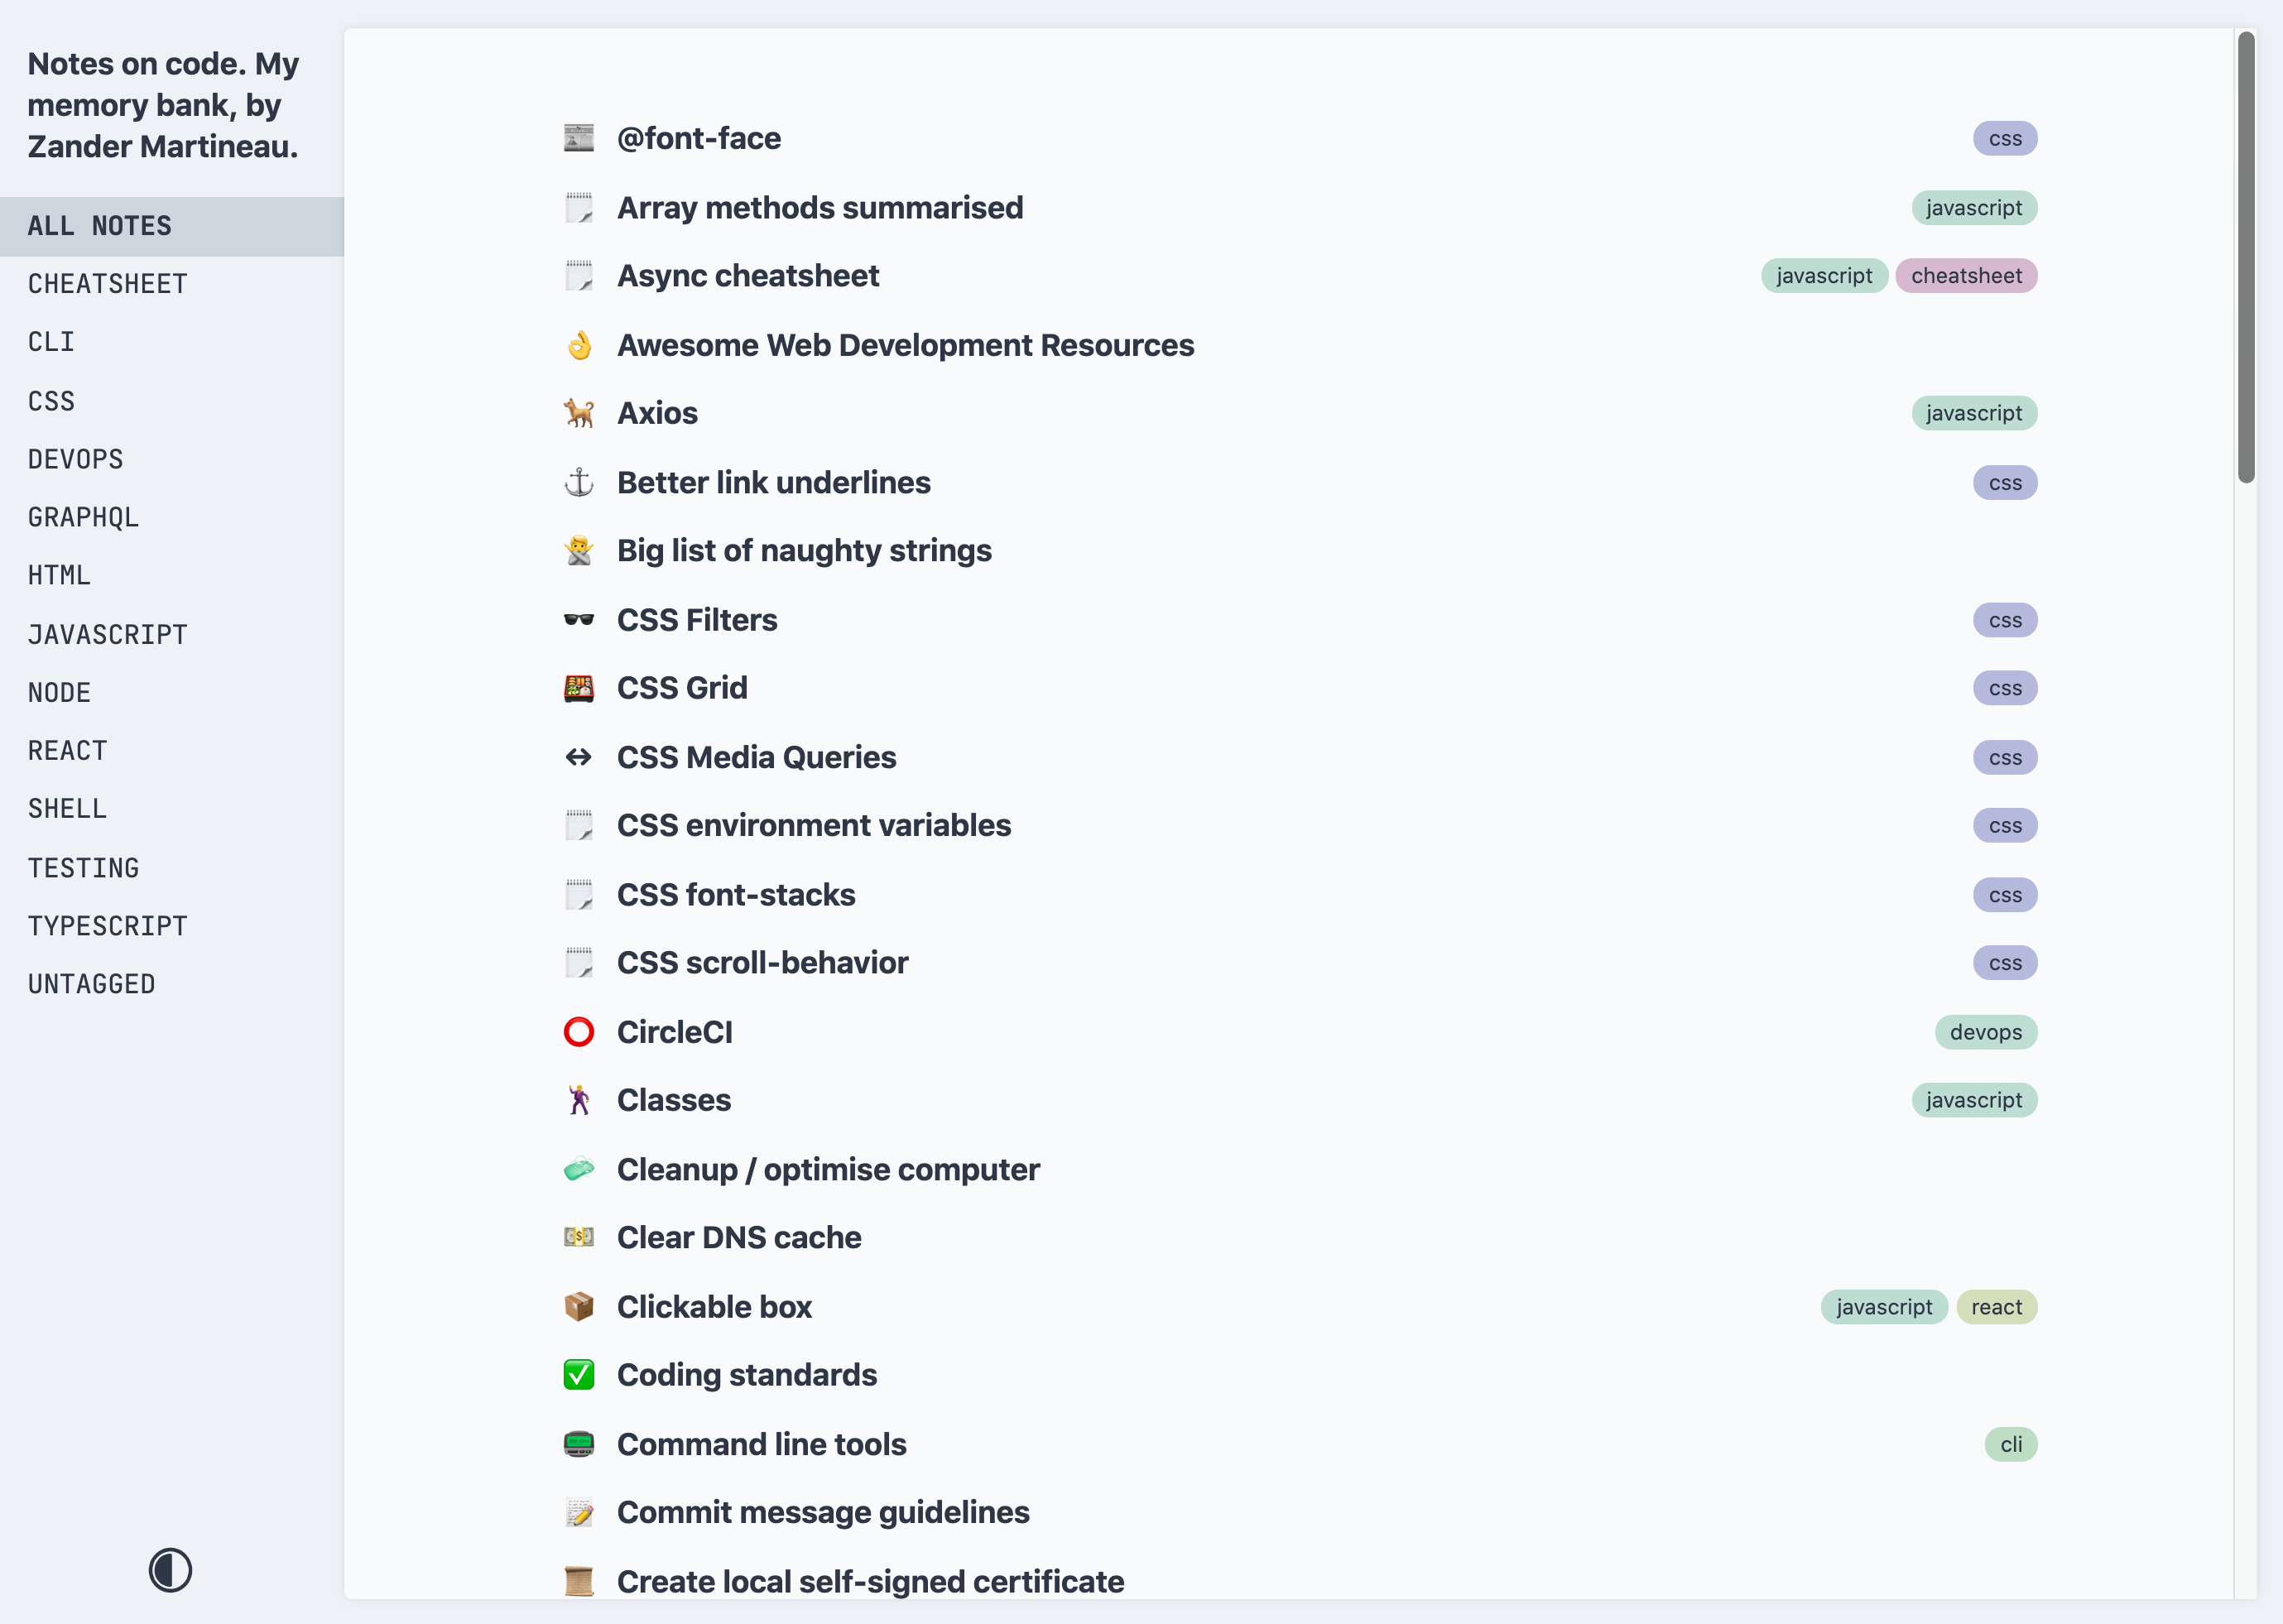 Notes on code. My
memory bank, by
Zander Martineau.
ALL NOTES
CHEATSHEET
CLI
CSS
DEVOPS
GRAPHQL
HTML
JAVASCRIPT
NODE
REACT
SHELL
TESTING
TYPESCRIPT
UNTAGGED
@font-face css
Array methods summarised javascript
Async cheatsheet javascript cheatsheet
Awesome Web Development Resources
Axios javascript
Better link underlines css
Big list of naughty strings
CSS Filters css
CSS Grid css
CSS Media Queries css
CSS environment variables css
CSS font-stacks css
CSS scroll-behavior css
CircleCI devops
Classes javascript
Cleanup / optimise computer
Clear DNS cache
Clickable box javascript react
Coding standards
Command line tools cli
Commit message guidelines
Create local self-signed certificate